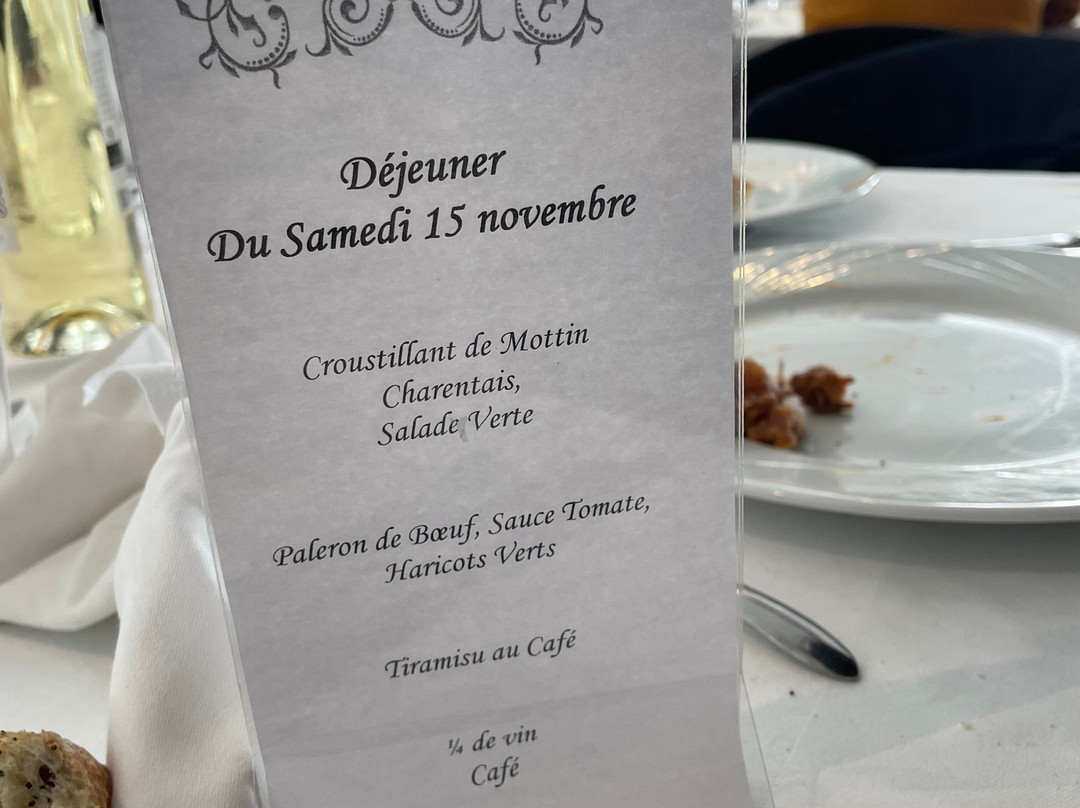 Déjeuner
Du Samedi 15 novembre
Croustillant de Mottin
Charentais,
Salade Verte
Paleron de Bœuf, Sauce Tomate,
Haricots Verts
Tiramisu au Café
¼ de vin
Café